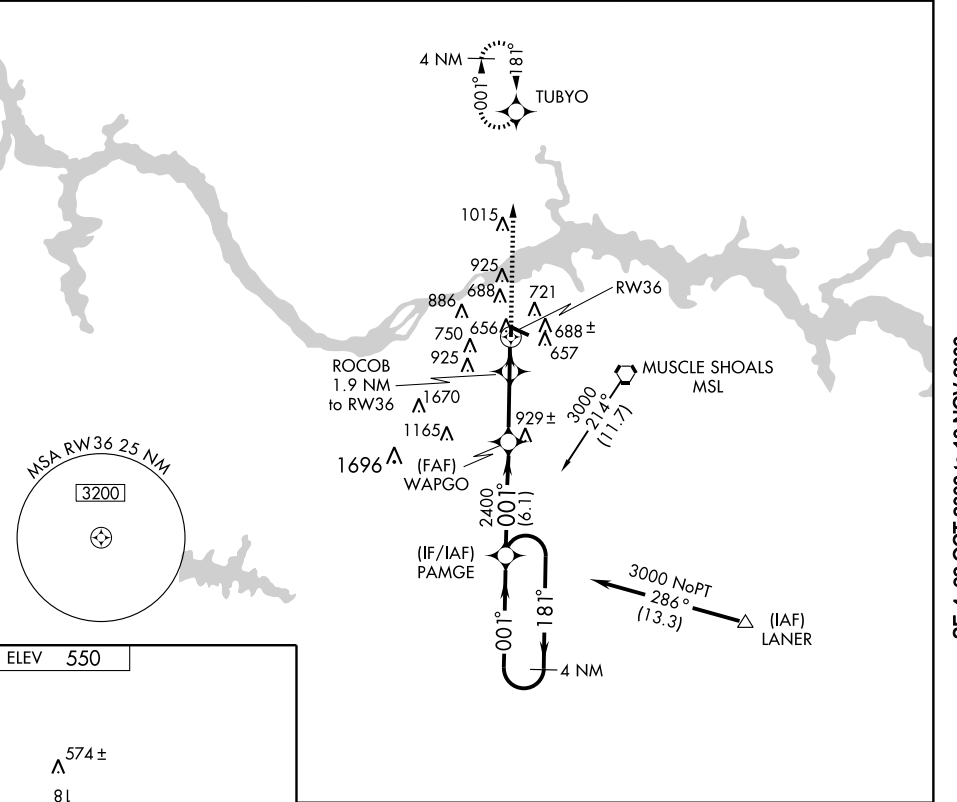 4 NM
001°
181°
TUBYO
1015
925
688
886
721
RW36
656
688 ±
750
657
925
ROCOB
1.9 NM
to RW36
MUSCLE SHOALS
MSL
3000
214°
(11.7)
1670
929 ±
1165
1696
(FAF)
WAPGO
MSA RW36 25 NM
3200
2400
001°
(6.1)
(IF/IAF)
PAMGE
3000 NoPT
286°
(13.3)
(IAF)
LANER
001°
181°
4 NM
ELEV 550
574 ±